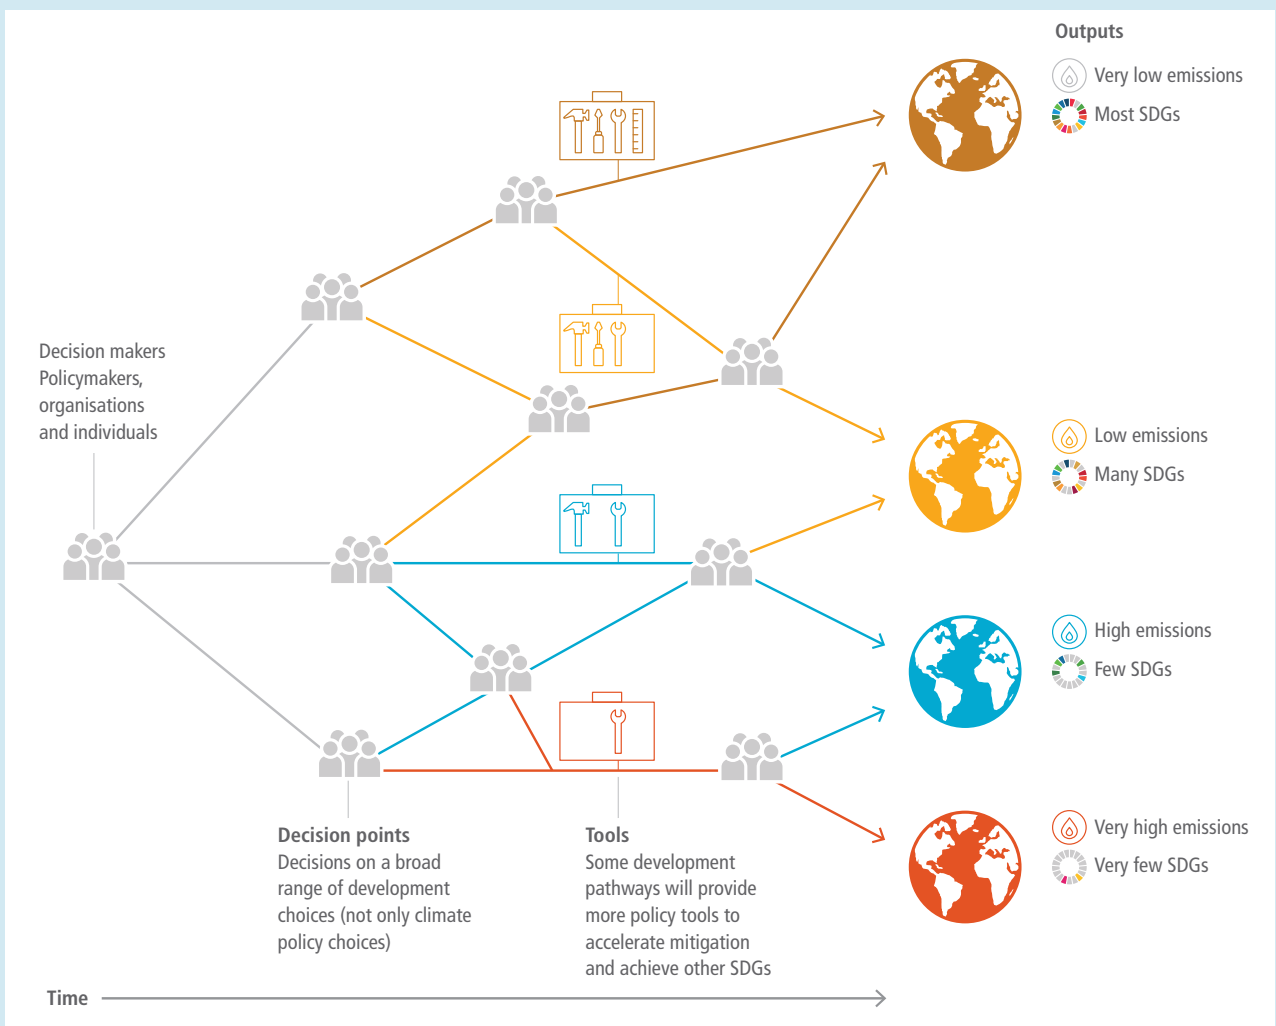 Outputs
Very low emissions
Most SDGs
Decision makers
Policymakers,
organisations
and individuals
Low emissions
Many SDGs
High emissions
Few SDGs
Very high emissions
Very few SDGs
Decision points
Decisions on a broad
range of development
choices (not only climate
policy choices)
Tools
Some development
pathways will provide
more policy tools to
accelerate mitigation
and achieve other SDGs
Time